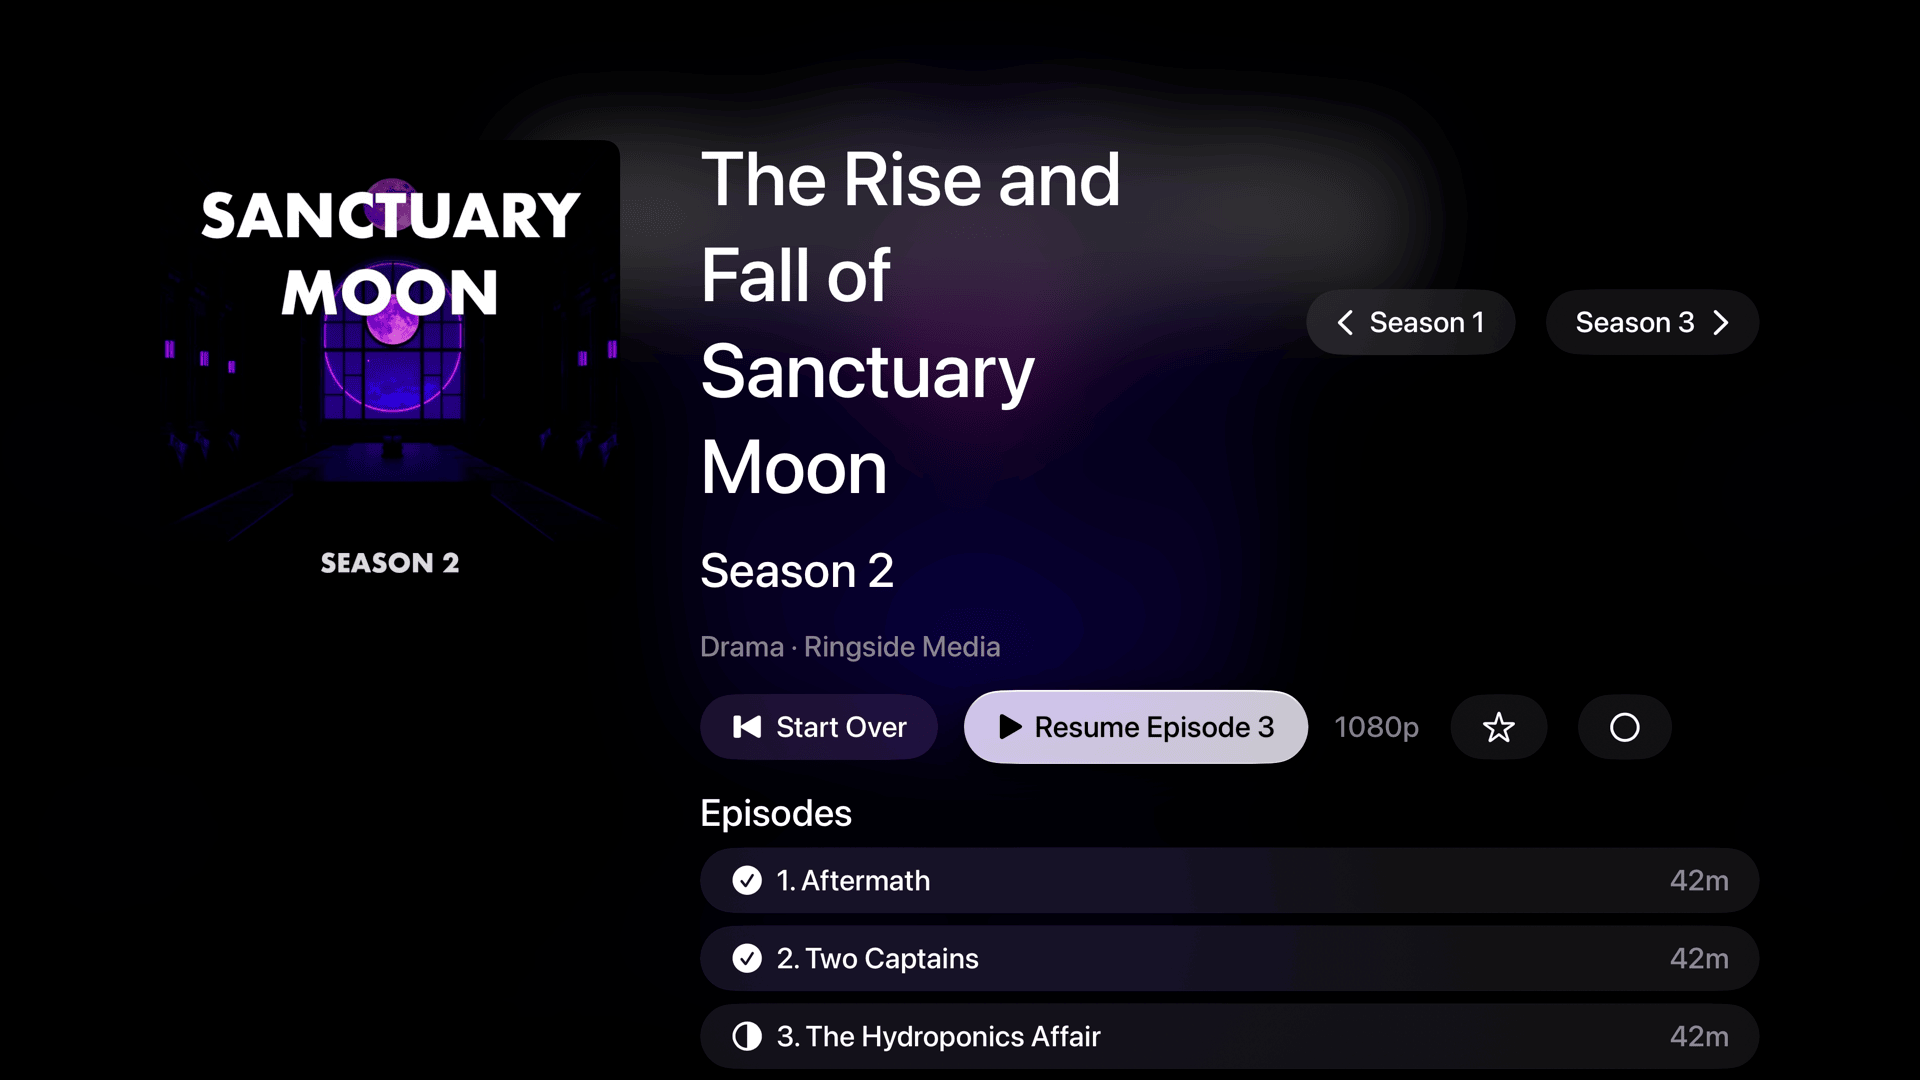 SANCTUARY
MOON
SEASON 2
The Rise and
Fall of
Sanctuary
Moon
Season 1
Season 3
Season 2
Drama · Ringside Media
Start Over
Resume Episode 3
1080p
Episodes
1. Aftermath 42m
2. Two Captains 42m
3. The Hydroponics Affair 42m